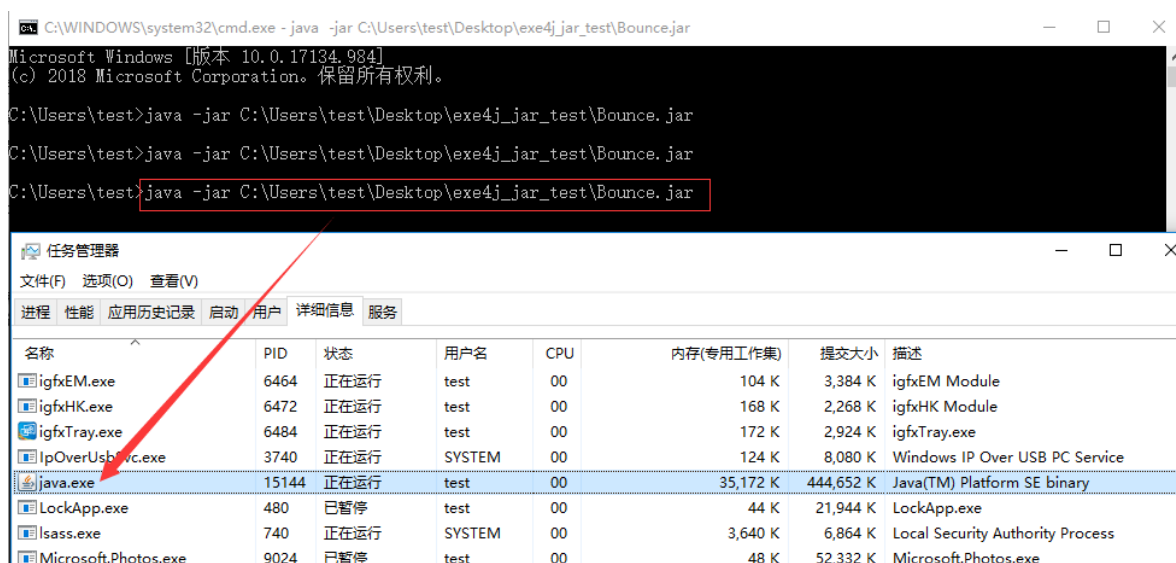 C:\WINDOWS\system32\cmd.exe - java  -jar C:\Users\test\Desktop\exe4j_jar_test\Bounce.jar
Microsoft Windows [版本 10.0.17134.984]
(c) 2018 Microsoft Corporation。保留所有权利。
C:\Users\test>java -jar C:\Users\test\Desktop\exe4j_jar_test\Bounce.jar
C:\Users\test>java -jar C:\Users\test\Desktop\exe4j_jar_test\Bounce.jar
C:\Users\test>java -jar C:\Users\test\Desktop\exe4j_jar_test\Bounce.jar
任务管理器
文件(F) 选项(O) 查看(V)
进程 性能 应用历史记录 启动 用户 详细信息 服务
名称 PID 状态 用户名 CPU 内存(专用工作集) 提交大小 描述
igfxEM.exe 6464 正在运行 test 00 104 K 3,384 K igfxEM Module
igfxHK.exe 6472 正在运行 test 00 168 K 2,268 K igfxHK Module
igfxTray.exe 6484 正在运行 test 00 172 K 2,924 K igfxTray.exe
IpOverUsbSvc.exe 3740 正在运行 SYSTEM 00 124 K 8,080 K Windows IP Over USB PC Service
java.exe 15144 正在运行 test 00 35,172 K 444,652 K Java(TM) Platform SE binary
LockApp.exe 480 已暂停 test 00 44 K 21,944 K LockApp.exe
lsass.exe 740 正在运行 SYSTEM 00 3,640 K 6,864 K Local Security Authority Process
Microsoft.Photos.exe 9024 已暂停 test 00 48 K 52,332 K Microsoft.Photos.exe